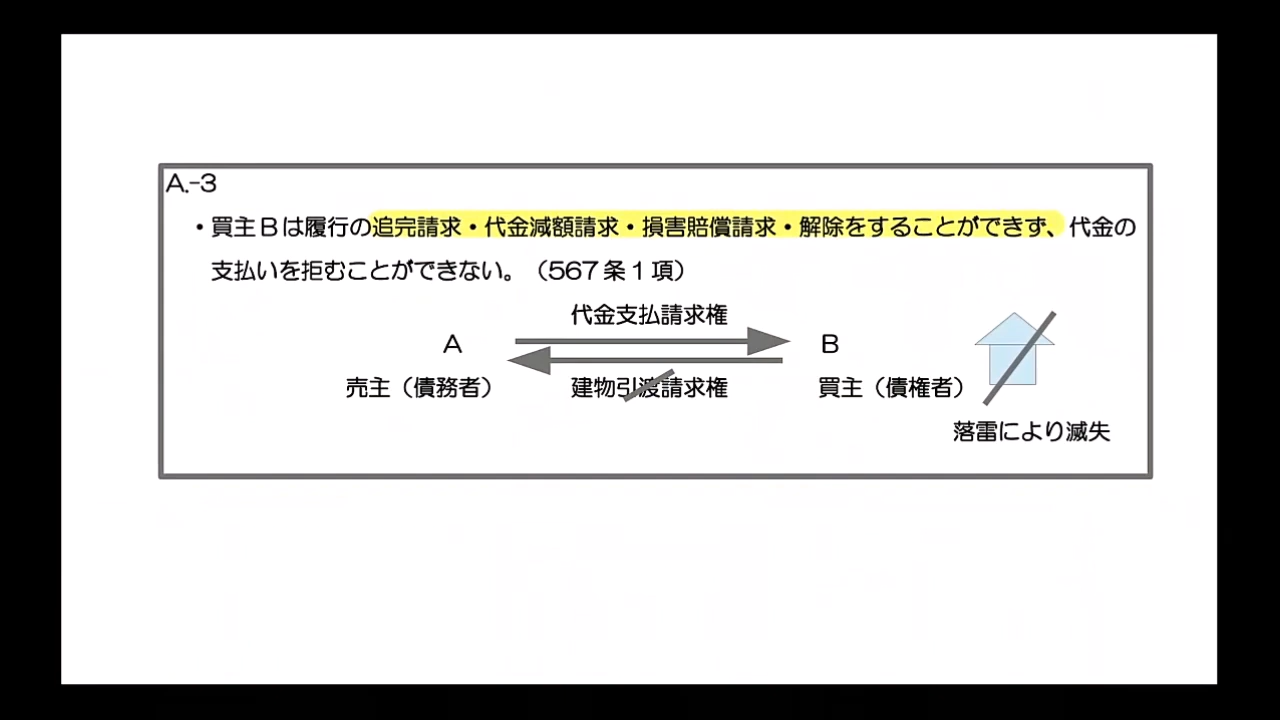 A.-3
・買主Bは履行の追完請求・代金減額請求・損害賠償請求・解除をすることができず、代金の
支払いを拒むことができない。（567条1項）
代金支払請求権
A
B
売主（債務者）
建物引渡請求権
買主（債権者）
落雷により滅失